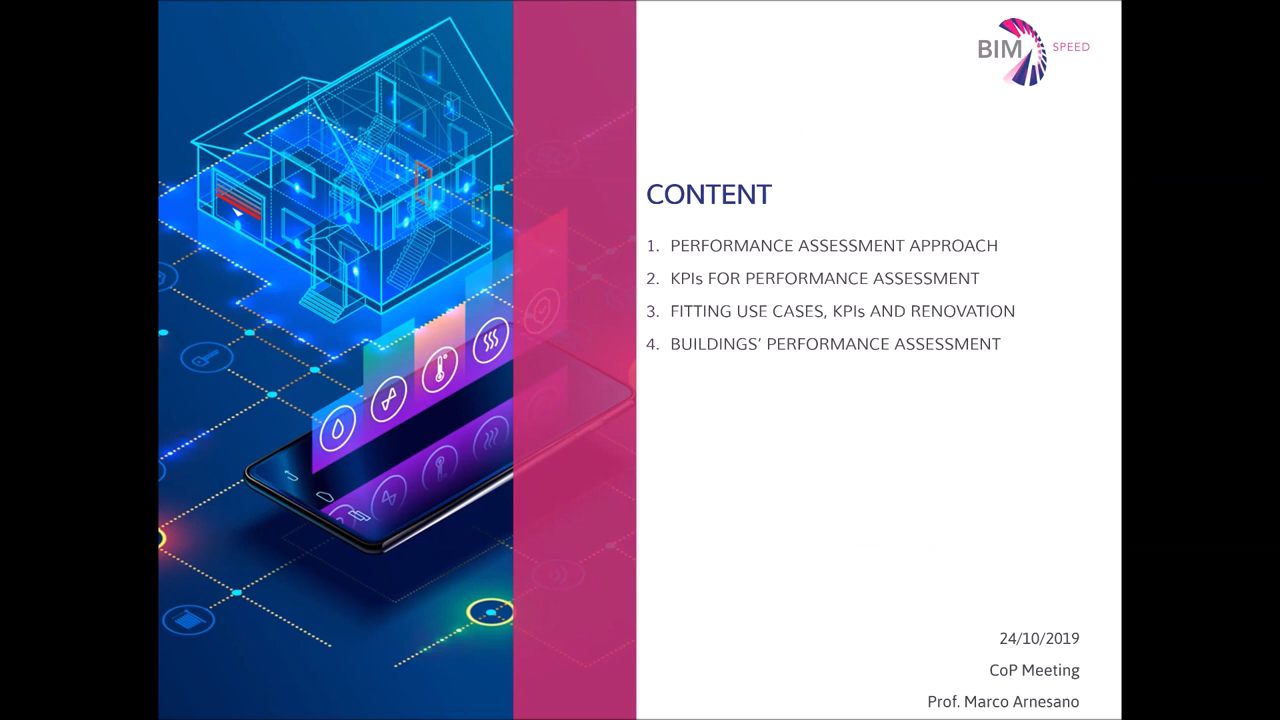 BIM SPEED
CONTENT
1. PERFORMANCE ASSESSMENT APPROACH
2. KPIs FOR PERFORMANCE ASSESSMENT
3. FITTING USE CASES, KPIs AND RENOVATION
4. BUILDINGS’ PERFORMANCE ASSESSMENT
24/10/2019
CoP Meeting
Prof. Marco Arnesano